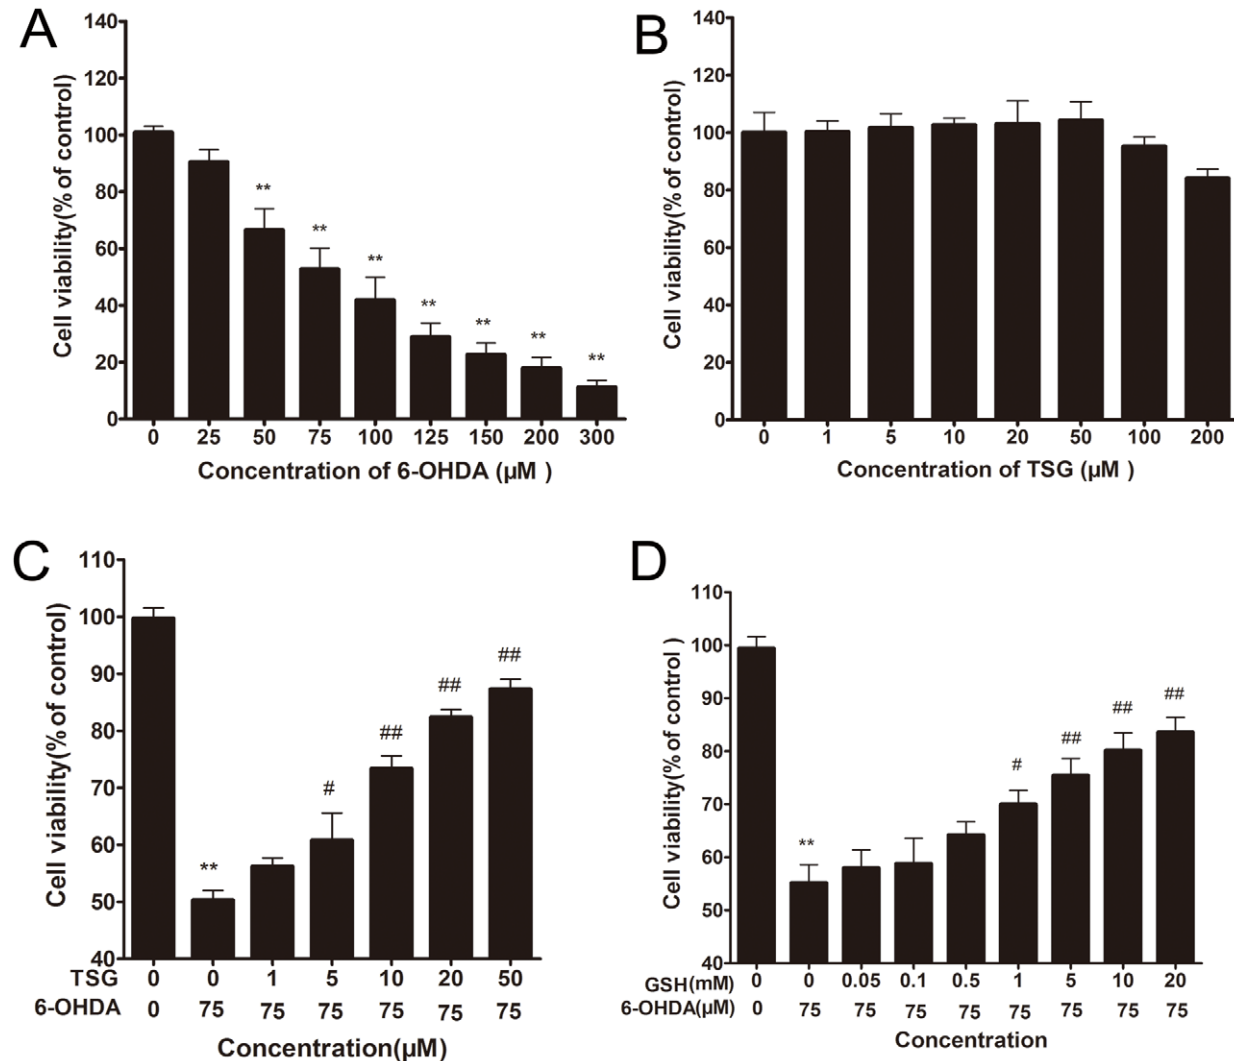 A
Cell viability(% of control)
140
120
100
80
60
40
20
0
** ** ** ** ** ** **
0 25 50 75 100 125 150 200 300
Concentration of 6-OHDA (μM )
B
Cell viability(% of control)
140
120
100
80
60
40
20
0
0 1 5 10 20 50 100 200
Concentration of TSG (μM )
C
Cell viability(% of control)
110
100
90
80
70
60
50
40
** # ## ## ##
TSG 0 0 1 5 10 20 50
6-OHDA 0 75 75 75 75 75 75
Concentration(μM)
D
Cell viability(% of control )
110
100
90
80
70
60
50
40
** # ## ## ##
GSH(mM) 0 0 0.05 0.1 0.5 1 5 10 20
6-OHDA(μM) 0 75 75 75 75 75 75 75 75
Concentration